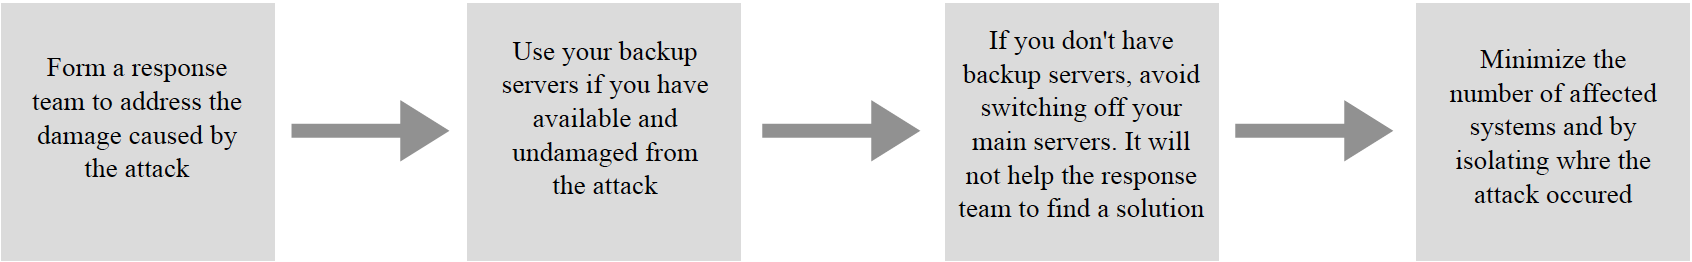 Form a response
team to address the
damage caused by
the attack
Use your backup
servers if you have
available and
undamaged from
the attack
If you don't have
backup servers, avoid
switching off your
main servers. It will
not help the response
team to find a solution
Minimize the
number of affected
systems and by
isolating whre the
attack occured